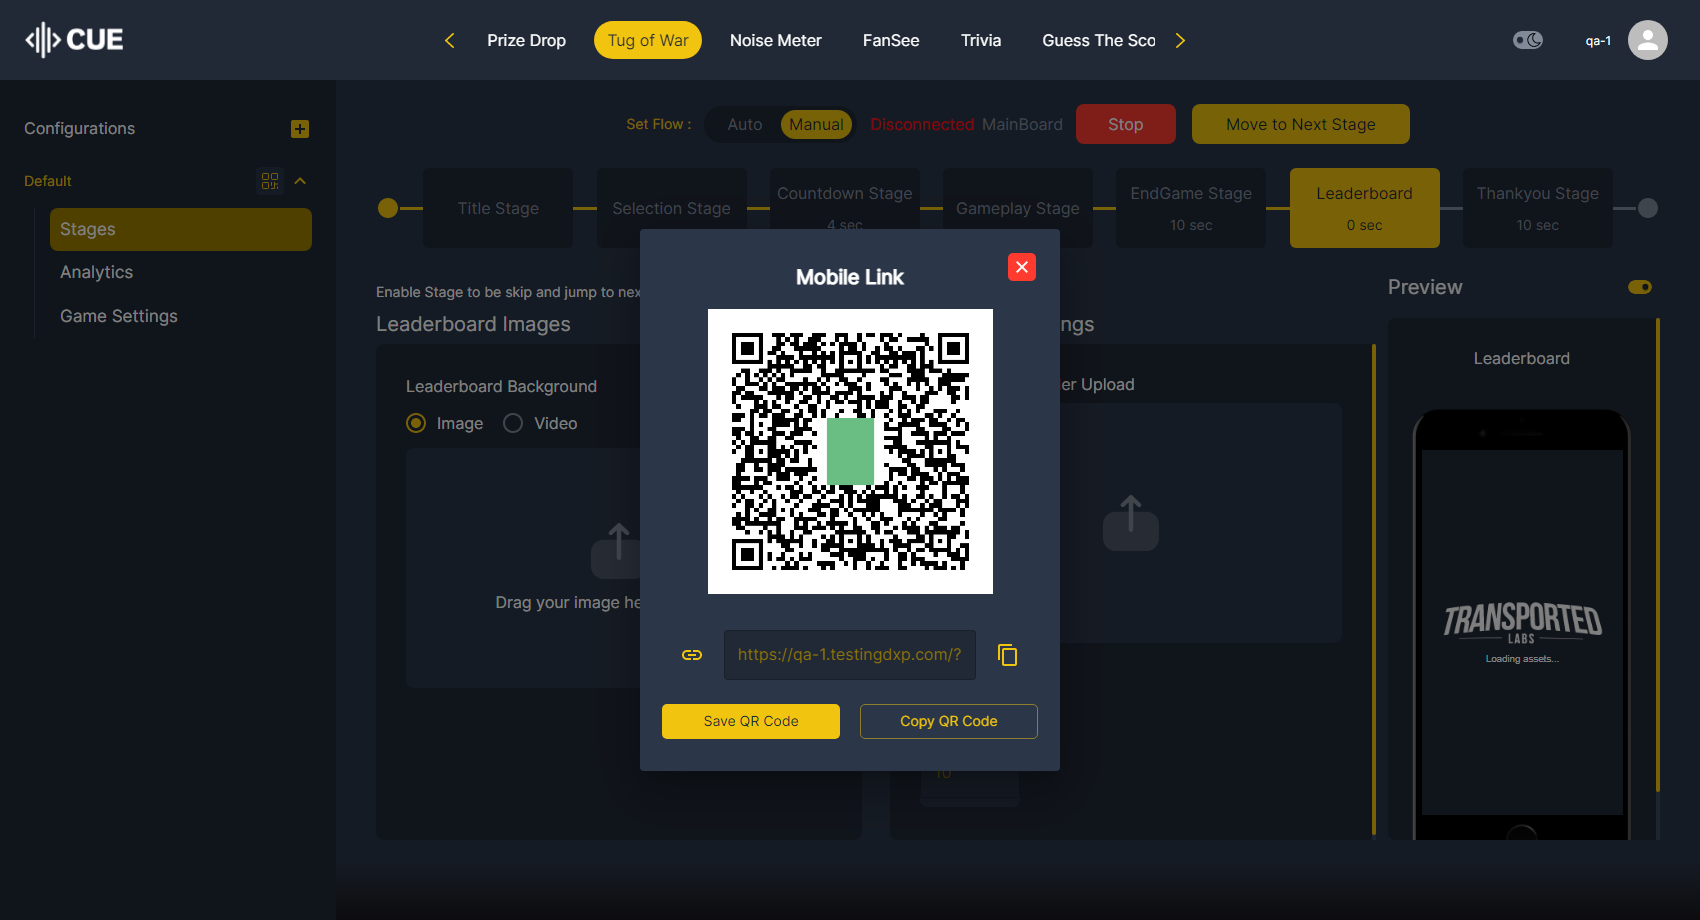 CUE
Prize Drop
Tug of War
Noise Meter
FanSee
Trivia
Guess The Sco
qa-1
Configurations
Default
Stages
Analytics
Game Settings
Set Flow :
Auto
Manual
Disconnected MainBoard
Stop
Move to Next Stage
Title Stage
Selection Stage
Countdown Stage
4 sec
Gameplay Stage
EndGame Stage
10 sec
Leaderboard
0 sec
Thankyou Stage
10 sec
Enable Stage to be skip and jump to nex
Leaderboard Images
Leaderboard Background
Image
Video
Drag your image he
Mobile Link
https://qa-1.testingdxp.com/?
Save QR Code
Copy QR Code
ngs
er Upload
10
Preview
Leaderboard
TRANSPORTED
LABS
Loading assets...